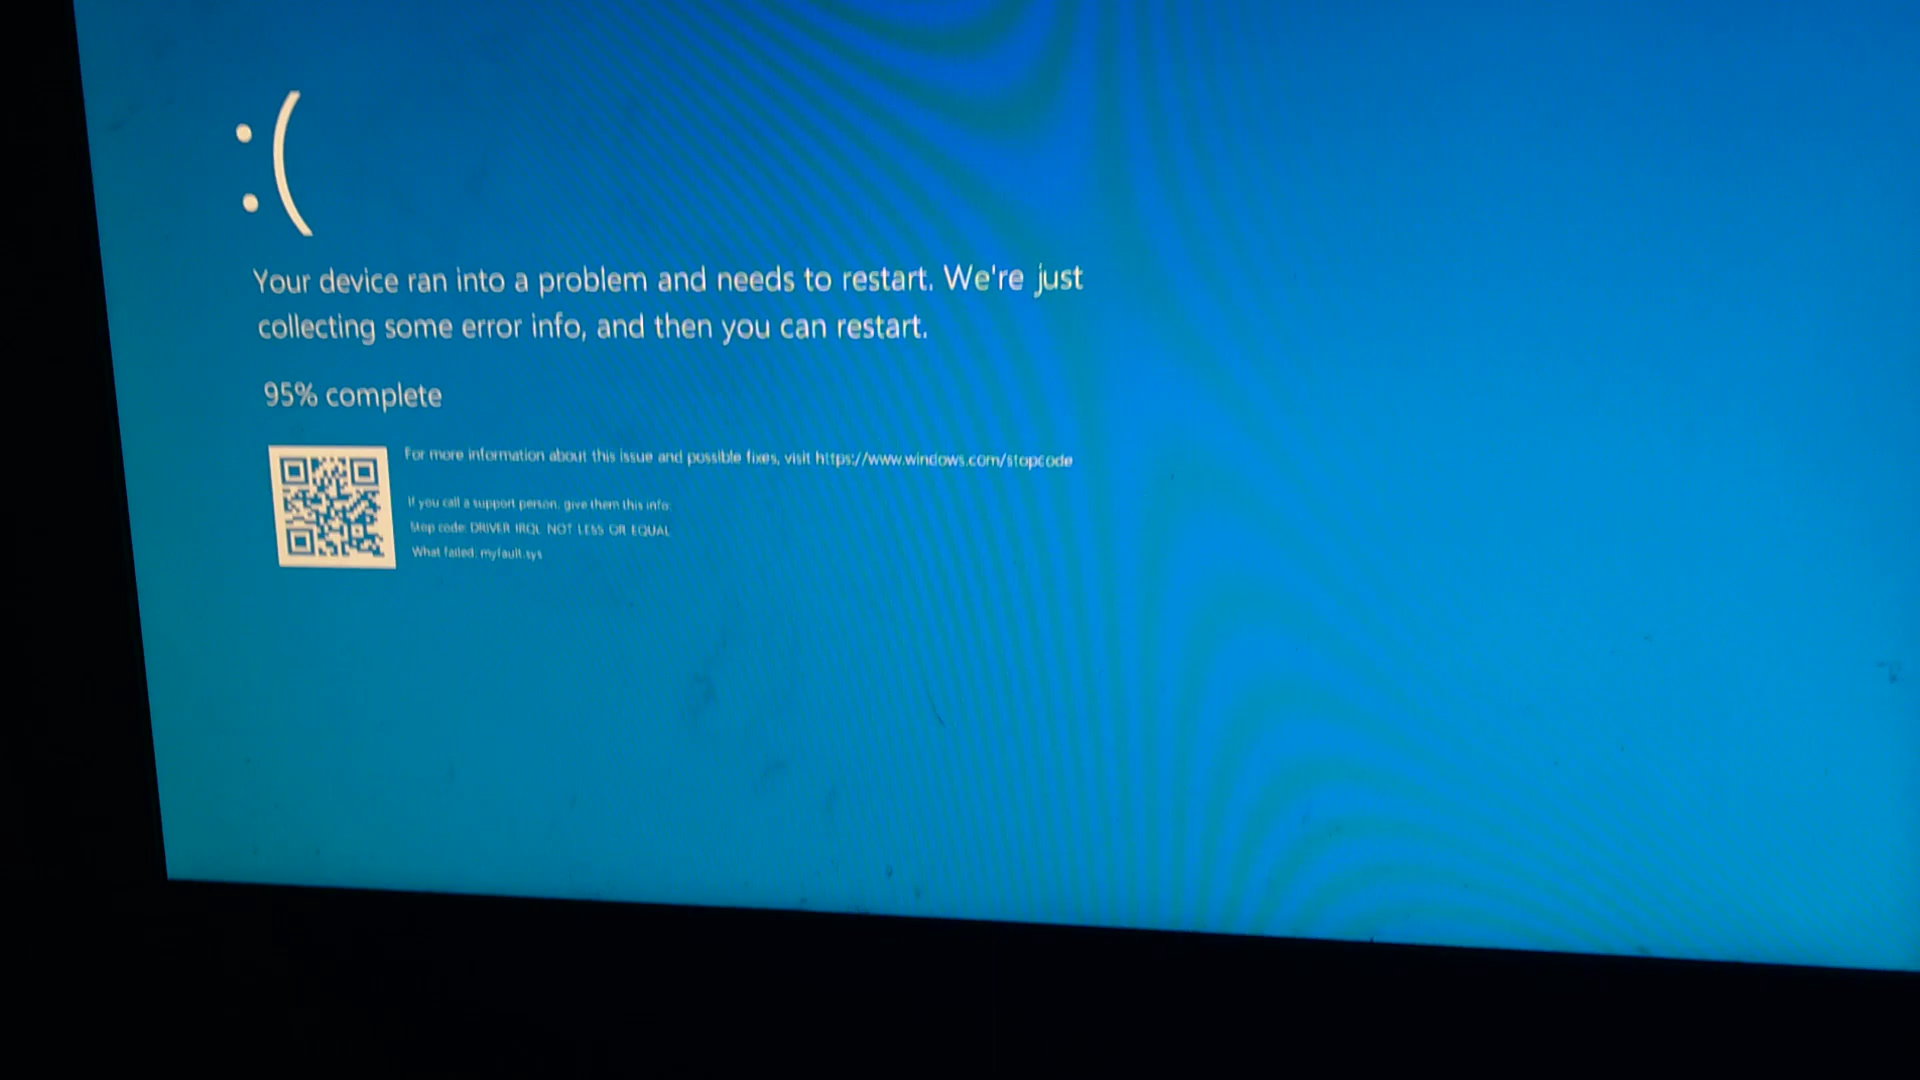 :(
Your device ran into a problem and needs to restart. We're just
collecting some error info, and then you can restart.
95% complete
For more information about this issue and possible fixes, visit https://www.windows.com/stopcode
If you call a support person, give them this info:
Stop code: DRIVER IRQL NOT LESS OR EQUAL
What failed: myfault.sys